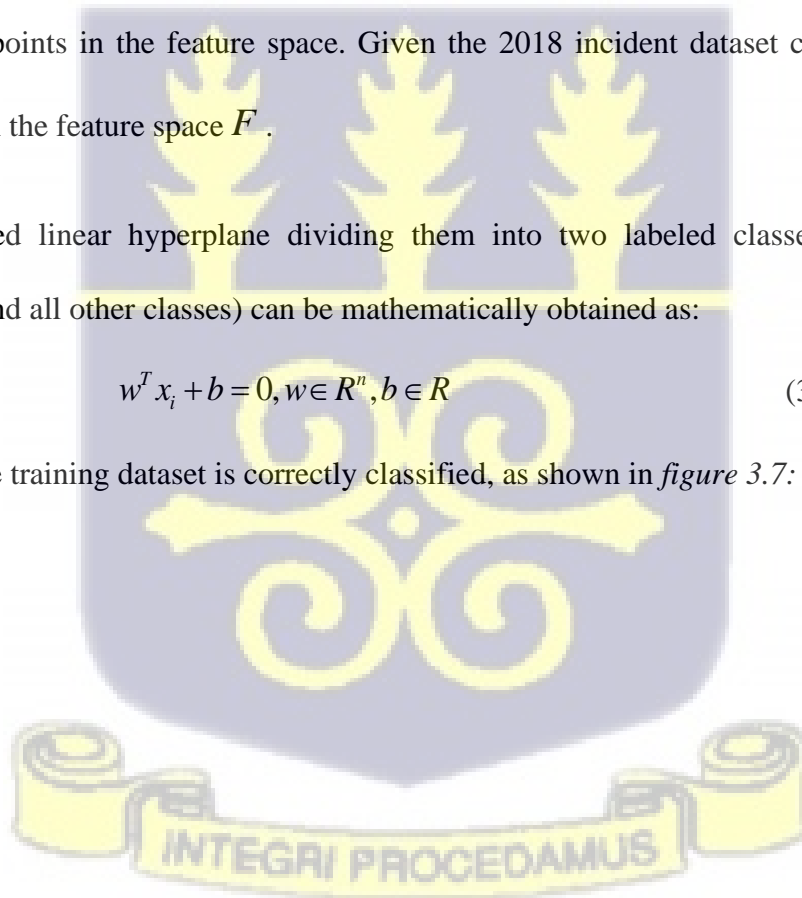 points in the feature space. Given the 2018 incident dataset c
the feature space F .
ed linear hyperplane dividing them into two labeled classe
nd all other classes) can be mathematically obtained as:
w^T x_i + b = 0, w ∈ R^n, b ∈ R (3
e training dataset is correctly classified, as shown in figure 3.7:
INTEGRI PROCEDAMUS